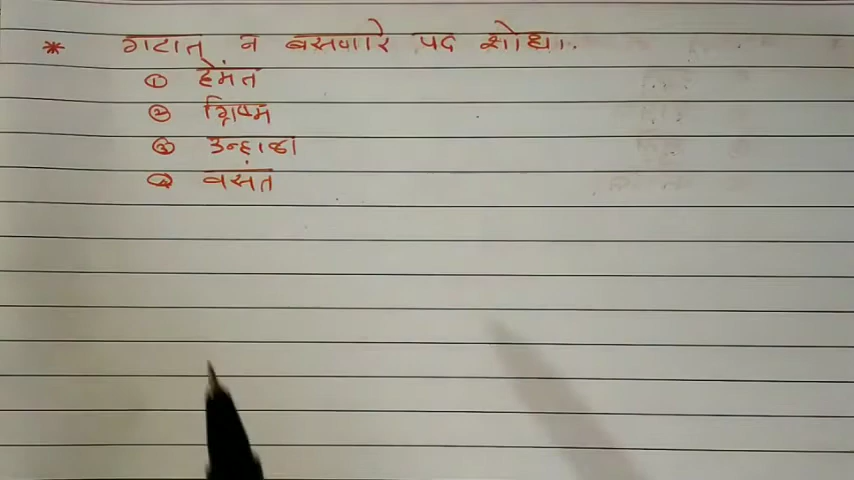 * गटात न बसणारे पद शोधा.
① हेमंत
② ग्रिष्म
③ उन्हाळा
④ वसंत